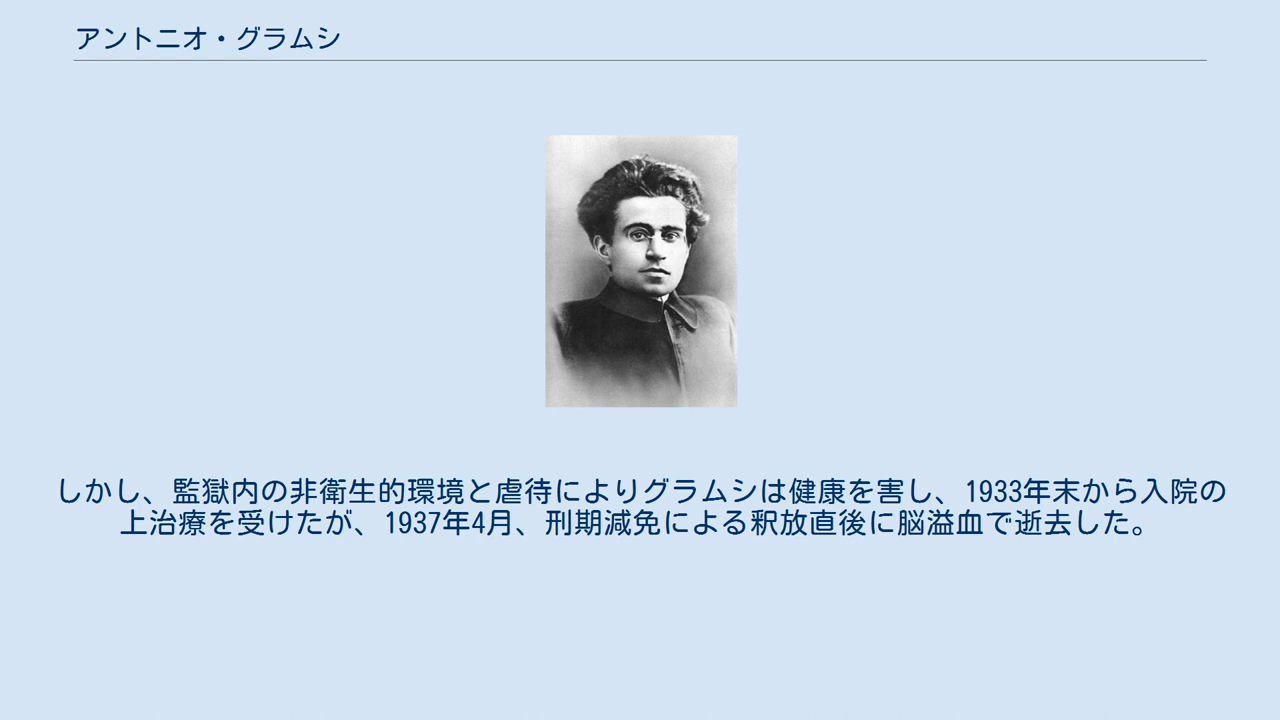 アントニオ・グラムシ
しかし、監獄内の非衛生的環境と虐待によりグラムシは健康を害し、1933年末から入院の
上治療を受けたが、1937年4月、刑期減免による釈放直後に脳溢血で逝去した。